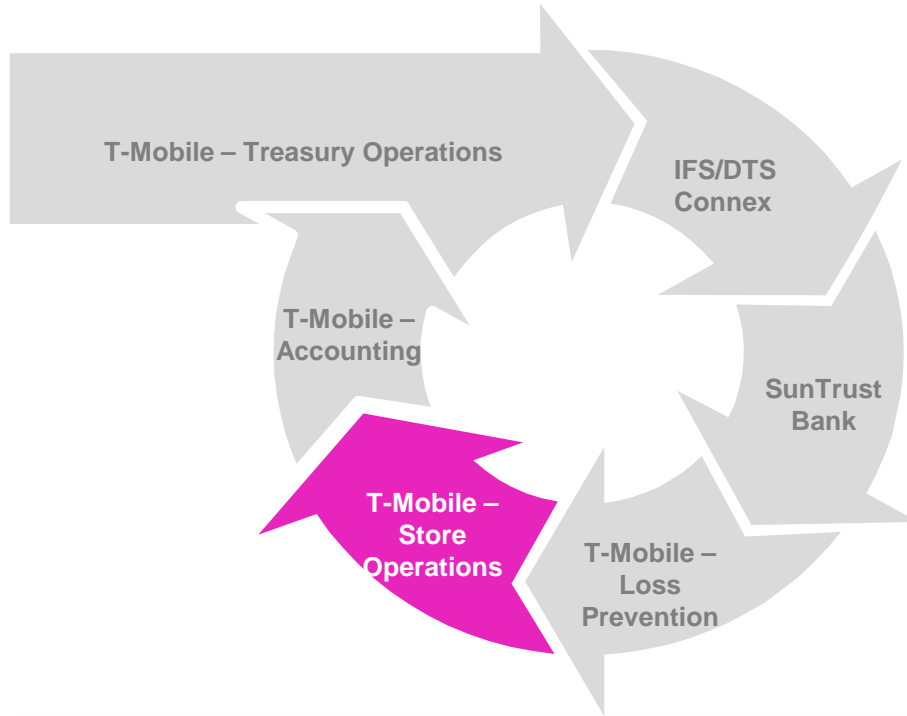 T-Mobile – Treasury Operations
IFS/DTS
Connex
SunTrust
Bank
T-Mobile –
Loss
Prevention
T-Mobile –
Store
Operations
T-Mobile –
Accounting